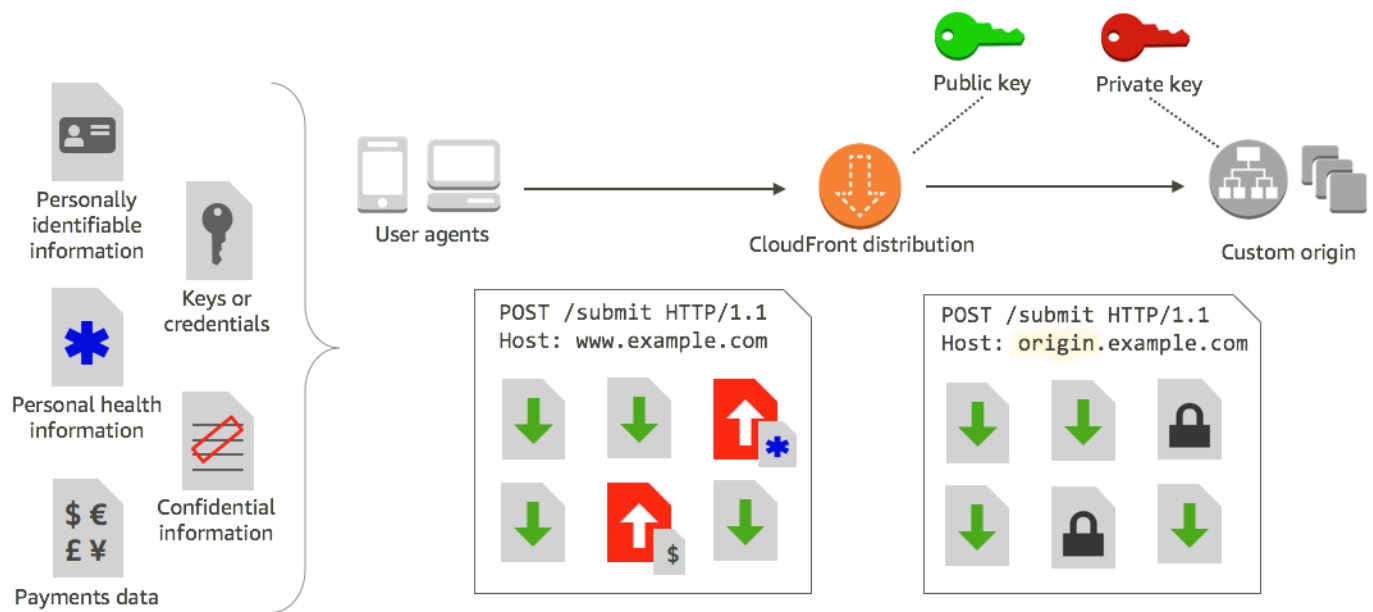 Public key
Private key
Personally
identifiable
information
Keys or
credentials
Personal health
information
Confidential
information
$ €
£ ¥
Payments data
User agents
CloudFront distribution
Custom origin
POST /submit HTTP/1.1
Host: www.example.com
$
POST /submit HTTP/1.1
Host: origin.example.com